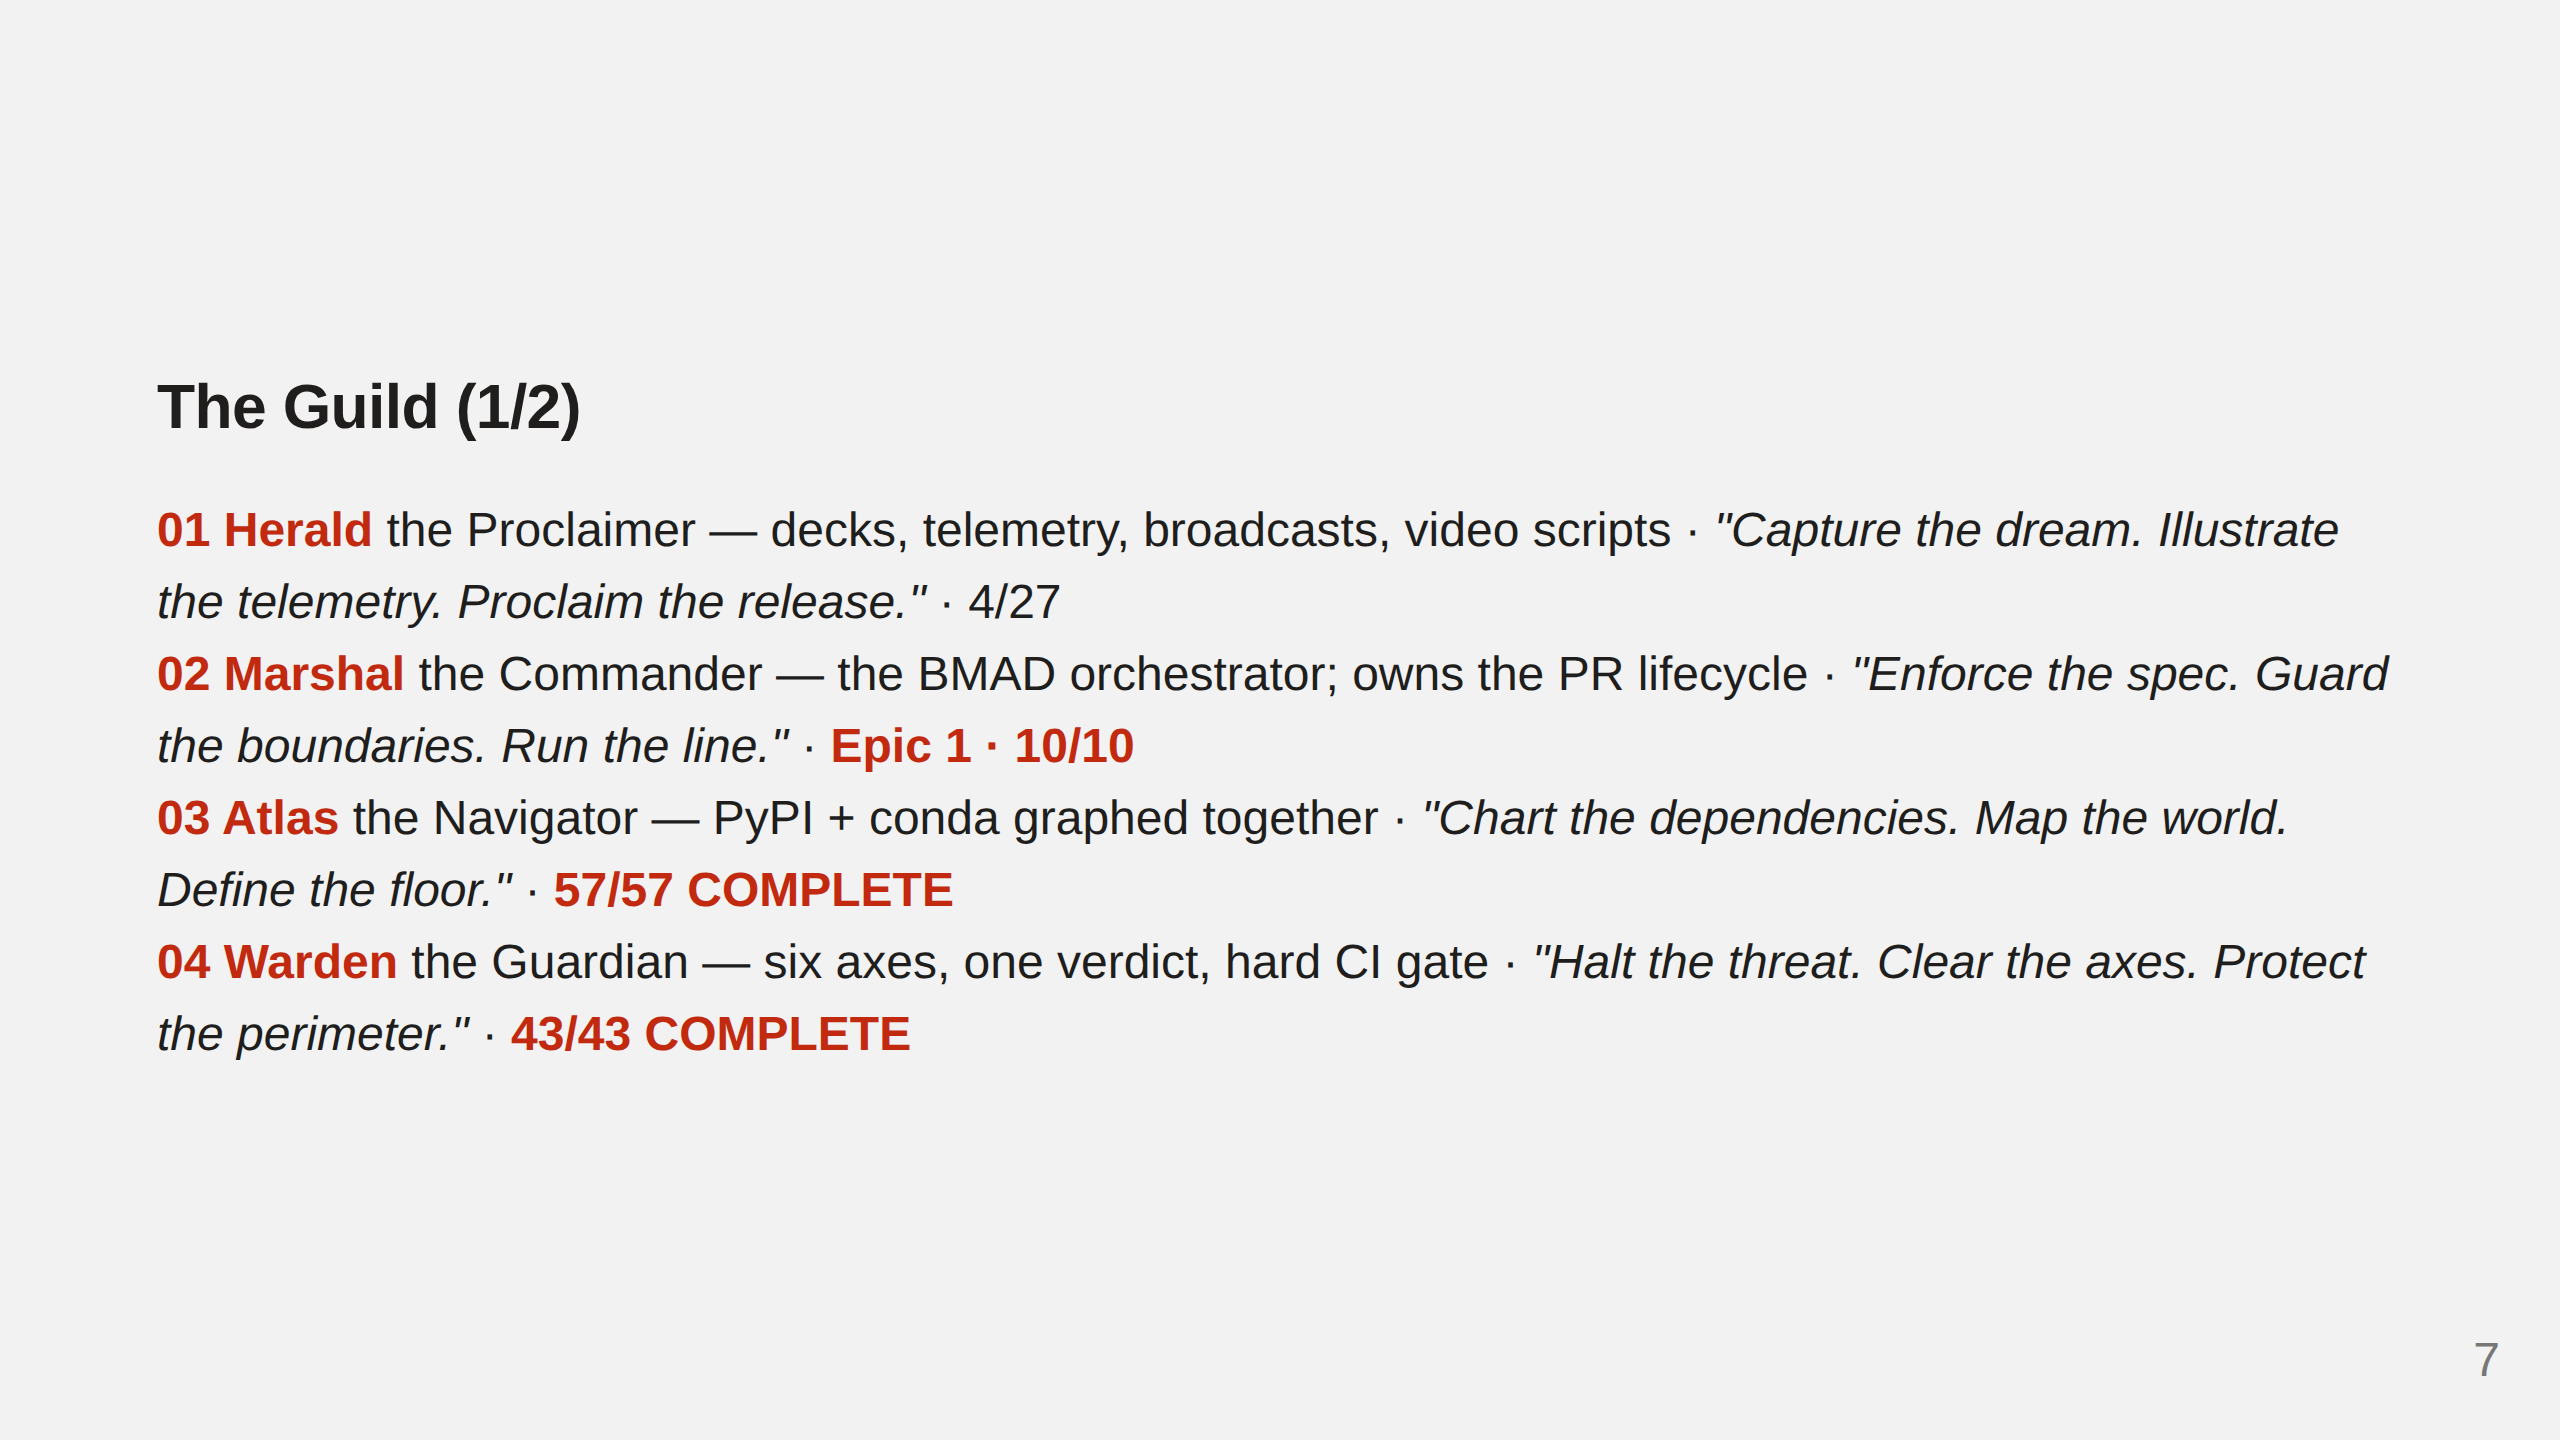 The Guild (1/2)
01 Herald the Proclaimer — decks, telemetry, broadcasts, video scripts · "Capture the dream. Illustrate
the telemetry. Proclaim the release." · 4/27
02 Marshal the Commander — the BMAD orchestrator; owns the PR lifecycle · "Enforce the spec. Guard
the boundaries. Run the line." · Epic 1 · 10/10
03 Atlas the Navigator — PyPI + conda graphed together · "Chart the dependencies. Map the world.
Define the floor." · 57/57 COMPLETE
04 Warden the Guardian — six axes, one verdict, hard CI gate · "Halt the threat. Clear the axes. Protect
the perimeter." · 43/43 COMPLETE
7